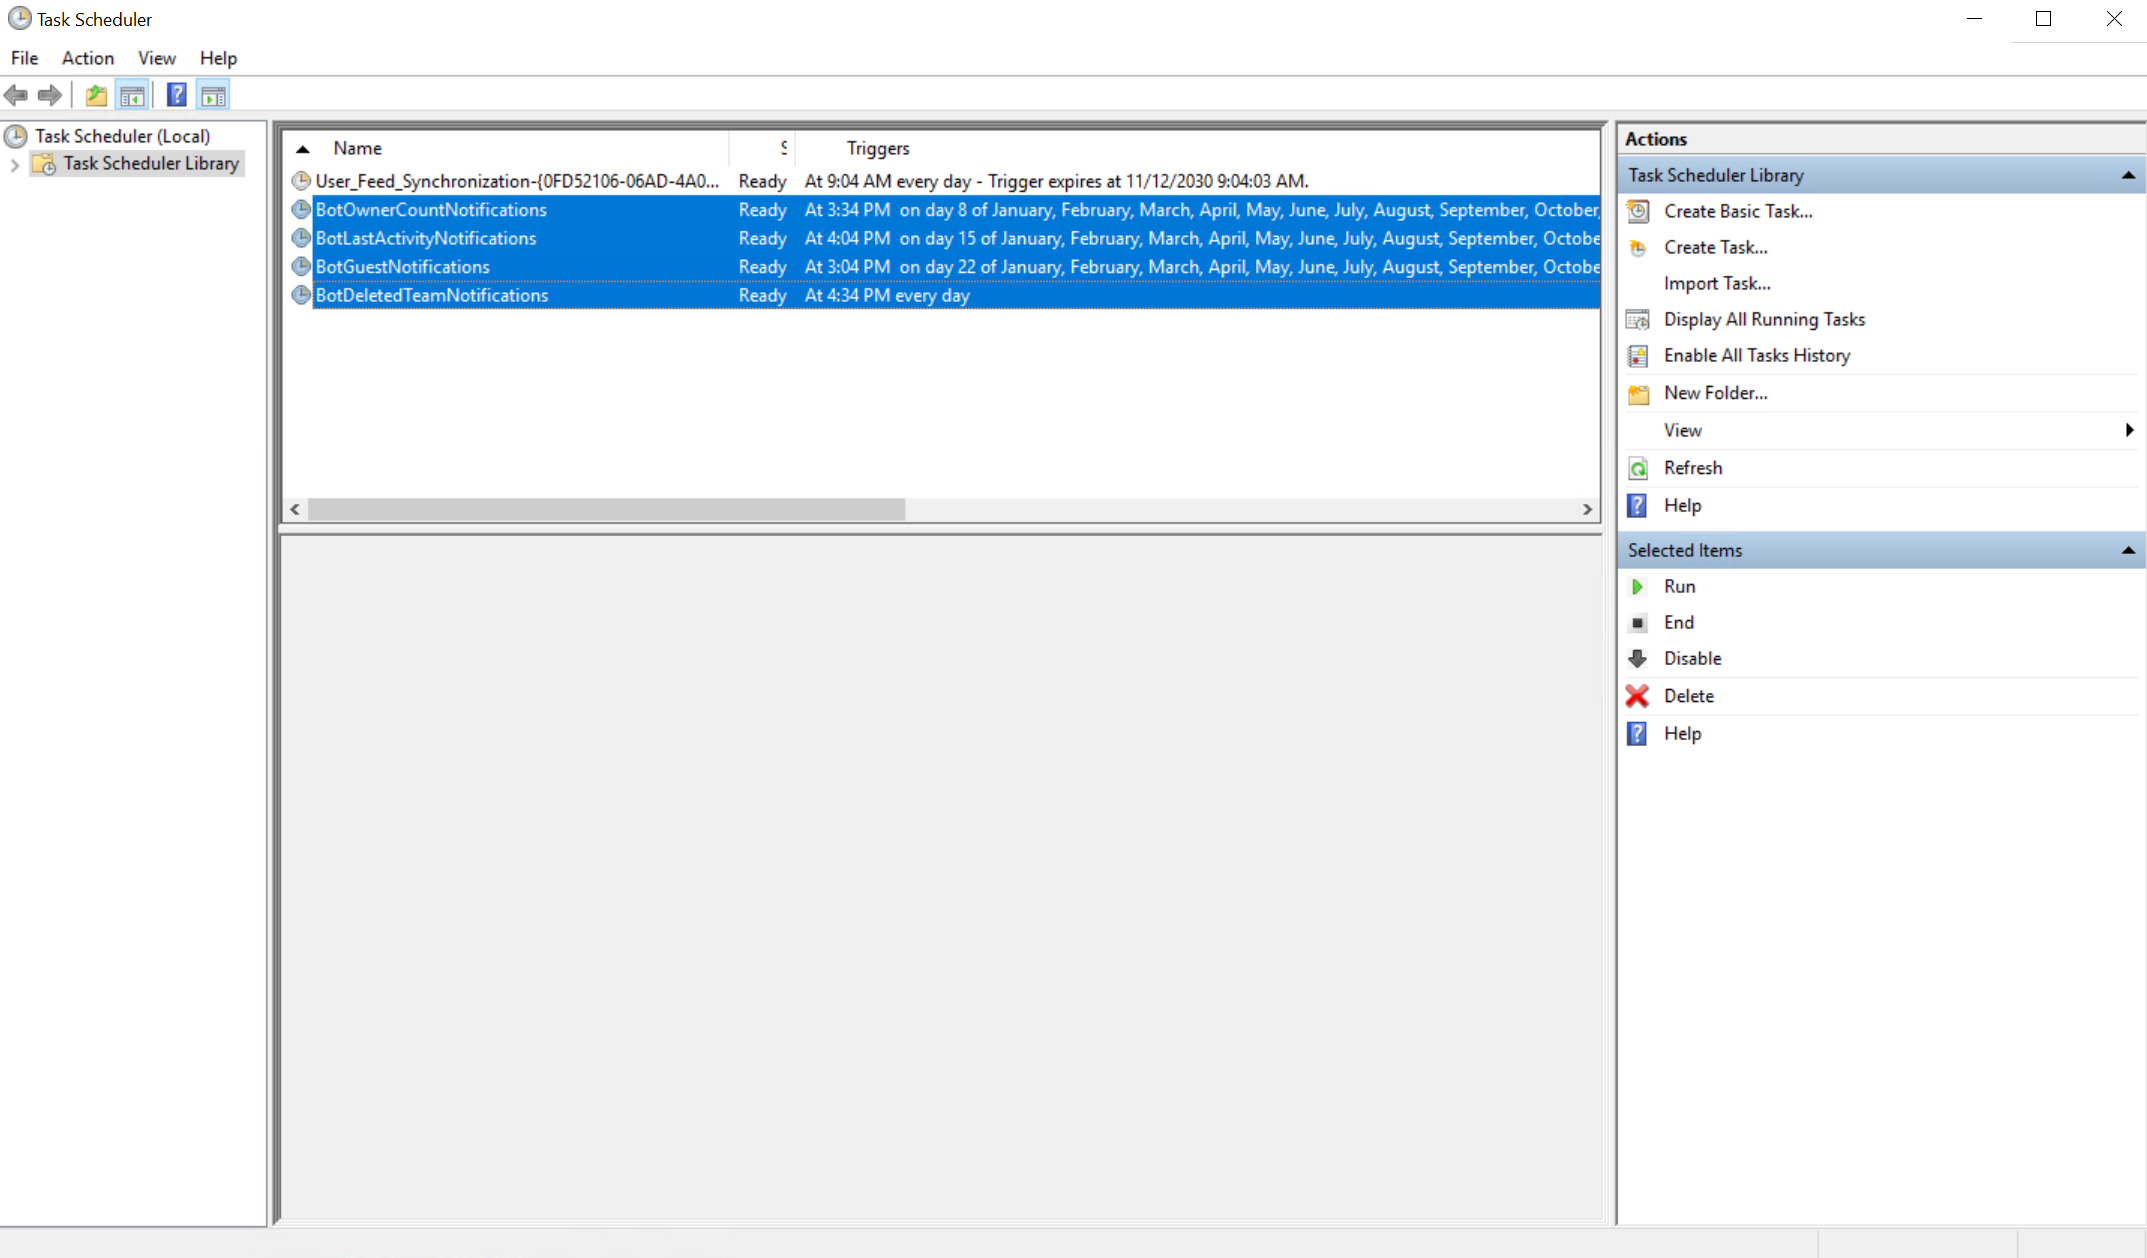 Task Scheduler
File Action View Help
Task Scheduler (Local)
Task Scheduler Library
Name S Triggers
User_Feed_Synchronization-{0FD52106-06AD-4A0... Ready At 9:04 AM every day - Trigger expires at 11/12/2030 9:04:03 AM.
BotOwnerCountNotifications Ready At 3:34 PM on day 8 of January, February, March, April, May, June, July, August, September, October,
BotLastActivityNotifications Ready At 4:04 PM on day 15 of January, February, March, April, May, June, July, August, September, Octobe
BotGuestNotifications Ready At 3:04 PM on day 22 of January, February, March, April, May, June, July, August, September, Octobe
BotDeletedTeamNotifications Ready At 4:34 PM every day
Actions
Task Scheduler Library
Create Basic Task...
Create Task...
Import Task...
Display All Running Tasks
Enable All Tasks History
New Folder...
View
Refresh
Help
Selected Items
Run
End
Disable
Delete
Help